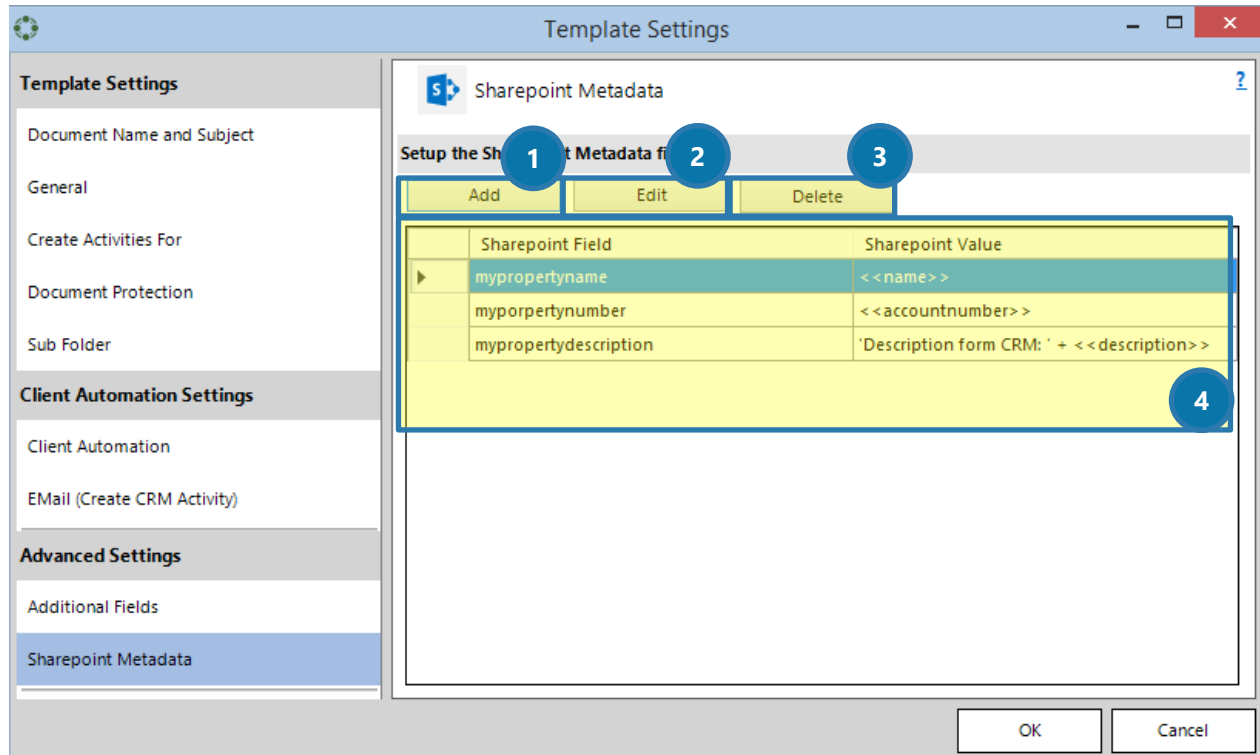 Template Settings
Template Settings
Document Name and Subject
General
Create Activities For
Document Protection
Sub Folder
Client Automation Settings
Client Automation
EMail (Create CRM Activity)
Advanced Settings
Additional Fields
Sharepoint Metadata
S
Sharepoint Metadata
?
Setup the Sh t Metadata fi
1
2
3
Add Edit Delete
Sharepoint Field Sharepoint Value
mypropertyname <<name>>
myporpertynumber <<accountnumber>>
mypropertydescription 'Description form CRM: ' + <<description>>
4
OK Cancel